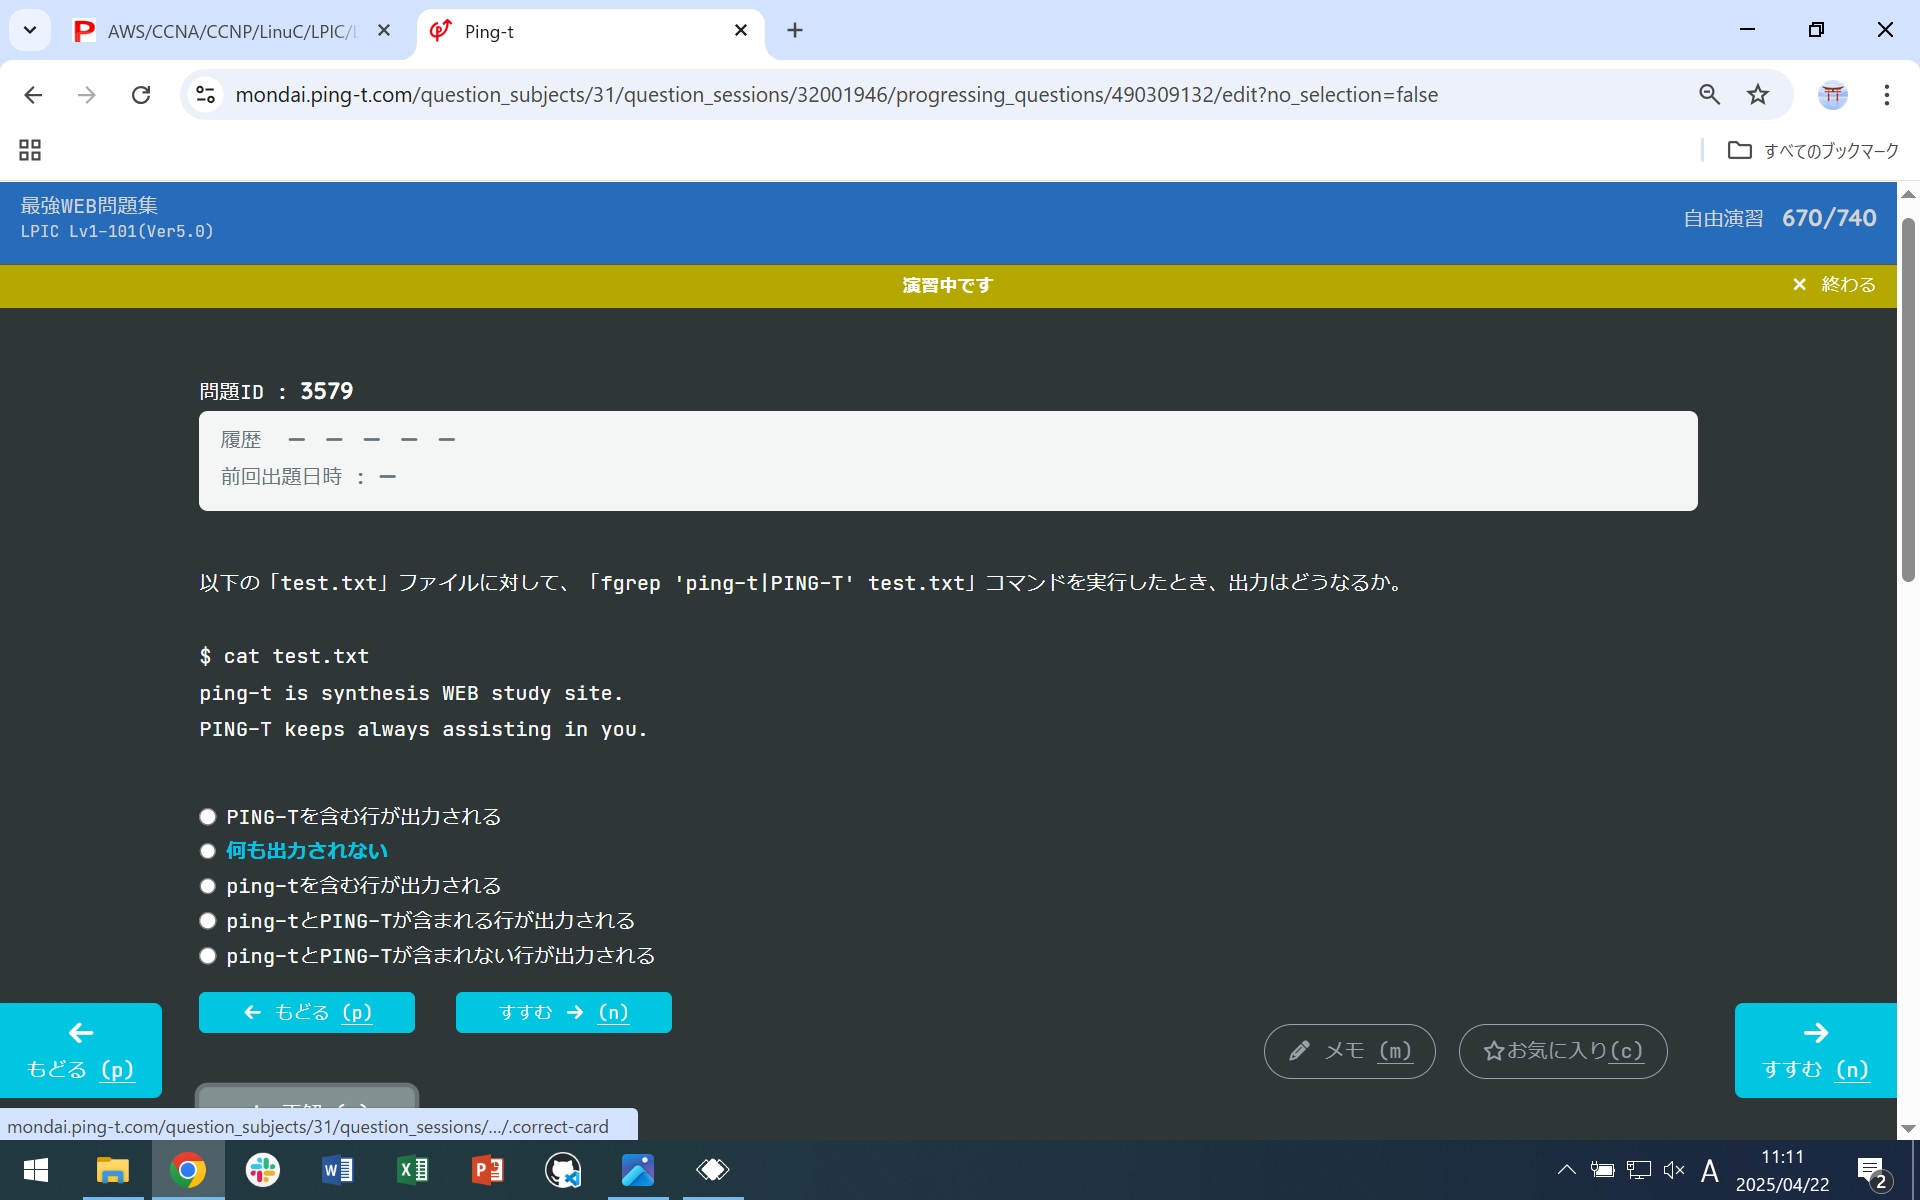 AWS/CCNA/CCNP/LinuC/LPIC/
Ping-t
mondai.ping-t.com/question_subjects/31/question_sessions/32001946/progressing_questions/490309132/edit?no_selection=false
すべてのブックマーク
最強WEB問題集
LPIC Lv1-101(Ver5.0)
自由演習 670/740
演習中です
× 終わる
問題ID : 3579
履歴 ー ー ー ー ー
前回出題日時 : ー
以下の「test.txt」ファイルに対して、「fgrep 'ping-t|PING-T' test.txt」コマンドを実行したとき、出力はどうなるか。
$ cat test.txt
ping-t is synthesis WEB study site.
PING-T keeps always assisting in you.
PING-Tを含む行が出力される
何も出力されない
ping-tを含む行が出力される
ping-tとPING-Tが含まれる行が出力される
ping-tとPING-Tが含まれない行が出力される
← もどる (p)
すすむ → (n)
メモ (m)
お気に入り(c)
←
もどる (p)
→
すすむ (n)
mondai.ping-t.com/question_subjects/31/question_sessions/.../.correct-card
A
11:11
2025/04/22
2